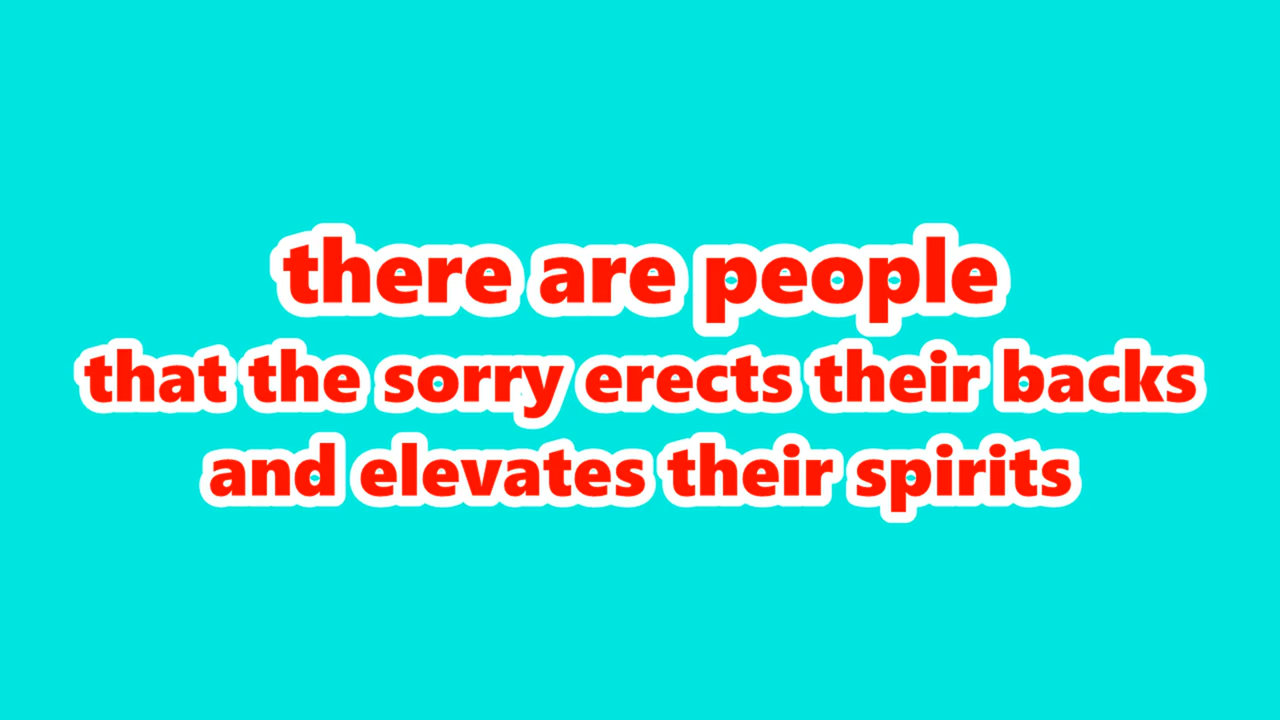 there are people
that the sorry erects their backs
and elevates their spirits